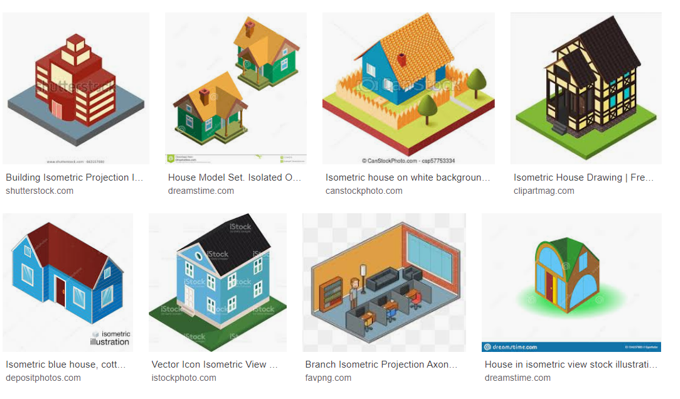 shutterstock
www.shutterstock.com
CanStockPhoto
© CanStockPhoto.com - csp57753334
Building Isometric Projection I...
shutterstock.com
House Model Set. Isolated O...
dreamstime.com
Isometric house on white backgroun...
canstockphoto.com
Isometric House Drawing | Fre...
clipartmag.com
isometric
illustration
iStock
iStock
iStock
iStock
dreamstime.com
Isometric blue house, cott...
depositphotos.com
Vector Icon Isometric View ...
istockphoto.com
Branch Isometric Projection Axon...
favpng.com
House in isometric view stock illustrati...
dreamstime.com